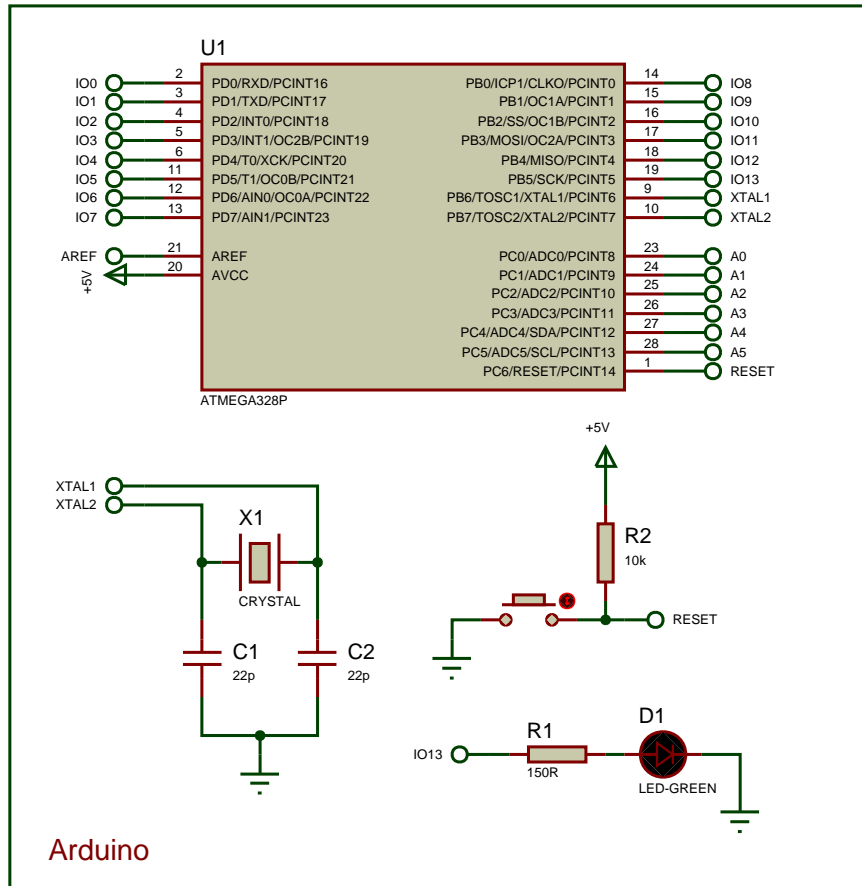 U1
IO0 2 PD0/RXD/PCINT16 PB0/ICP1/CLKO/PCINT0 14 IO8
IO1 3 PD1/TXD/PCINT17 PB1/OC1A/PCINT1 15 IO9
IO2 4 PD2/INT0/PCINT18 PB2/SS/OC1B/PCINT2 16 IO10
IO3 5 PD3/INT1/OC2B/PCINT19 PB3/MOSI/OC2A/PCINT3 17 IO11
IO4 6 PD4/T0/XCK/PCINT20 PB4/MISO/PCINT4 18 IO12
IO5 11 PD5/T1/OC0B/PCINT21 PB5/SCK/PCINT5 19 IO13
IO6 12 PD6/AIN0/OC0A/PCINT22 PB6/TOSC1/XTAL1/PCINT6 9 XTAL1
IO7 13 PD7/AIN1/PCINT23 PB7/TOSC2/XTAL2/PCINT7 10 XTAL2
AREF 21 AREF PC0/ADC0/PCINT8 23 A0
+5V 20 AVCC PC1/ADC1/PCINT9 24 A1
PC2/ADC2/PCINT10 25 A2
PC3/ADC3/PCINT11 26 A3
PC4/ADC4/SDA/PCINT12 27 A4
PC5/ADC5/SCL/PCINT13 28 A5
PC6/RESET/PCINT14 1 RESET
ATMEGA328P
+5V
XTAL1
XTAL2
X1
CRYSTAL
R2
10k
RESET
C1
22p
C2
22p
IO13
R1
150R
D1
LED-GREEN
Arduino